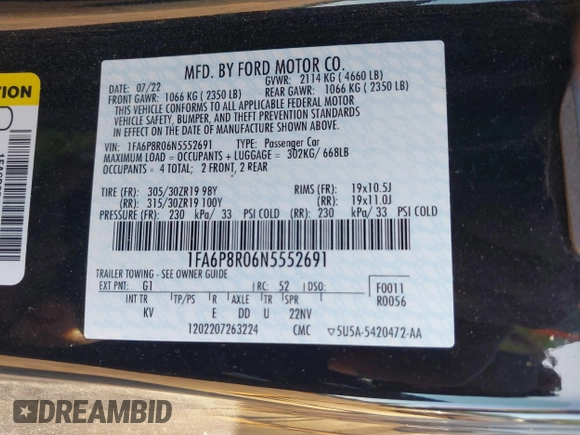 MFD. BY FORD MOTOR CO.
DATE: 07/22 GVWR: 2114 KG ( 4660 LB)
FRONT GAWR: 1066 KG ( 2350 LB) REAR GAWR: 1066 KG ( 2350 LB)
THIS VEHICLE CONFORMS TO ALL APPLICABLE FEDERAL MOTOR
VEHICLE SAFETY, BUMPER, AND THEFT PREVENTION STANDARDS
IN EFFECT ON THE DATE OF MANUFACTURE SHOWN ABOVE.
VIN: 1FA6P8R06N5552691 TYPE: Passenger Car
MAXIMUM LOAD = OCCUPANTS + LUGGAGE = 302KG/ 668LB
OCCUPANTS = 4 TOTAL; 2 FRONT, 2 REAR
TIRE (FR): 305/30ZR19 98Y RIMS (FR): 19x10.5J
(RR): 315/30ZR19 100Y (RR): 19x11.0J
PRESSURE (FR): 230 kPa/ 33 PSI COLD (RR) 230 kPa/ 33 PSI COLD
1FA6P8R06N5552691
TRAILER TOWING - SEE OWNER GUIDE
EXT PNT: G1 RC: 52 DSO: F0011
INT TR TP/PS R AXLE TR SPR R0056
KV E DD U 22NV
1202207263224 CMC ▽5U5A-5420472-AA
TION
DREAMBID